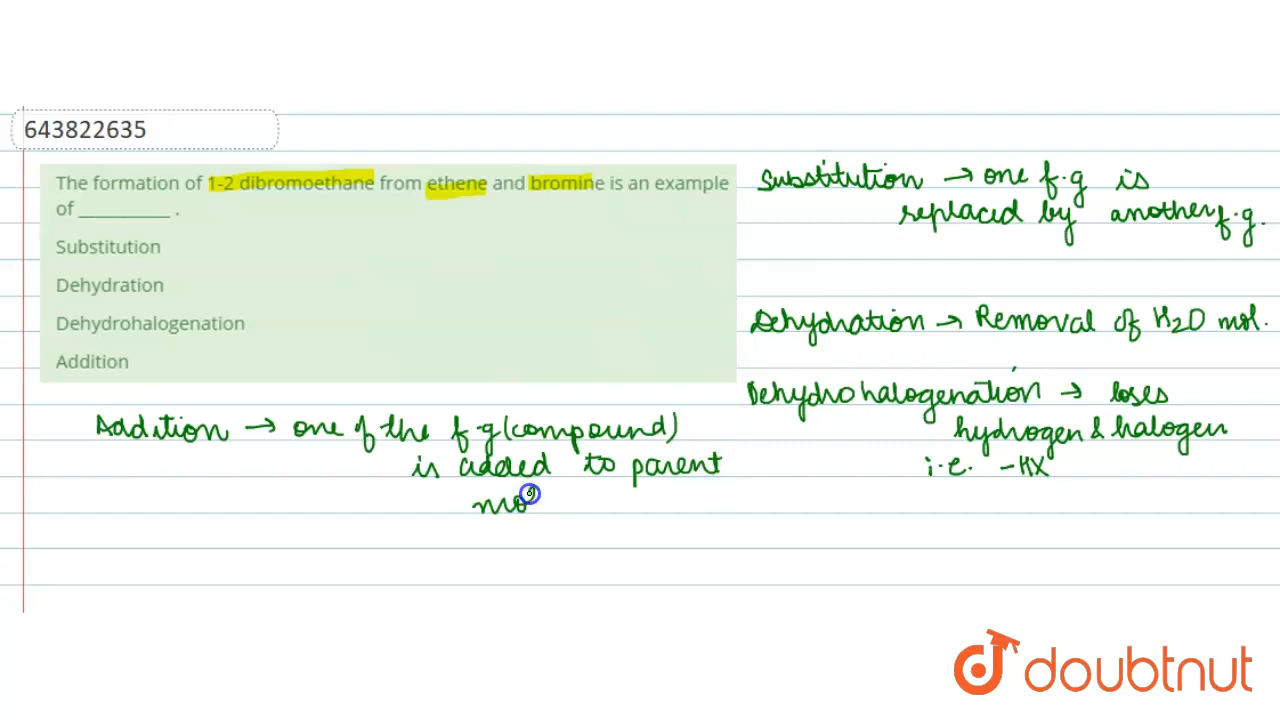 643822635
The formation of 1-2 dibromoethane from ethene and bromine is an example
of __________ .
Substitution
Dehydration
Dehydrohalogenation
Addition
Substitution → one f.g is
replaced by another f.g.
Dehydration → Removal of H2O mol.
Dehydrohalogenation → loses
hydrogen & halogen
i.e. -HX
Addition → one of the f.g (compound)
is added to parent
mol
doubtnut